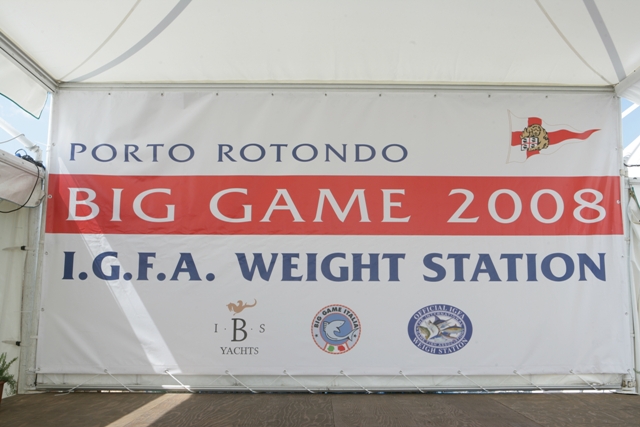 PORTO ROTONDO
BIG GAME 2008
I.G.F.A. WEIGHT STATION
I · B · S
YACHTS
BIG GAME ITALIA
OFFICIAL IGFA
WEIGH STATION